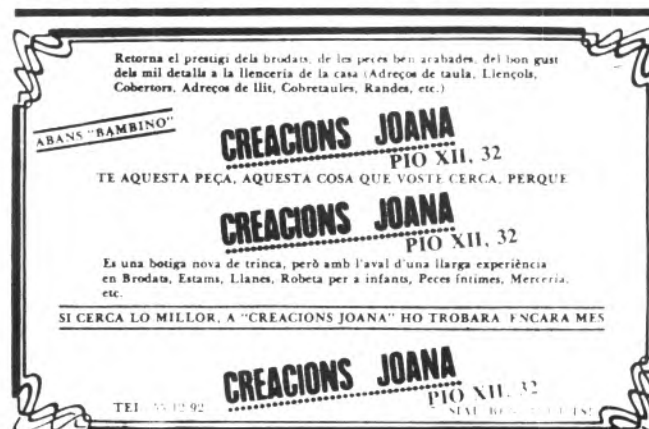 Retorna el prestigi dels brodats, de les peces ben acabades, del bon gust
dels mil detalls a la llenceria de la casa (Adreços de taula, Llençols,
Cobertors, Adreços de llit, Cobretaules, Randes, etc.)
ABANS "BAMBINO"
CREACIONS JOANA
PIO XII, 32
TE AQUESTA PEÇA, AQUESTA COSA QUE VOSTE CERCA, PERQUE
CREACIONS JOANA
PIO XII, 32
Es una botiga nova de trinca, però amb l'aval d'una llarga experiència
en Brodats, Estams, Llanes, Robeta per a infants, Peces íntimes, Merceria,
etc.
SI CERCA LO MILLOR, A "CREACIONS JOANA" HO TROBARA ENCARA MES
CREACIONS JOANA
PIO XII, 32
TEL.